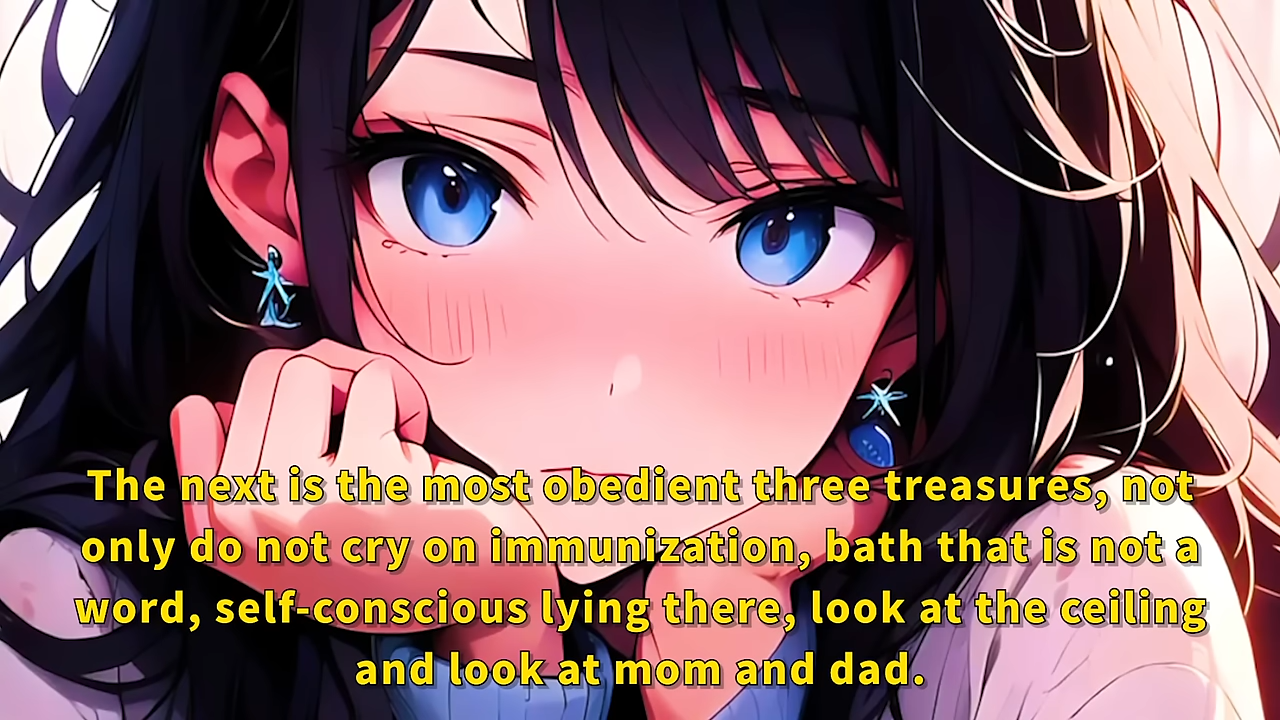 The next is the most obedient three treasures, not
only do not cry on immunization, bath that is not a
word, self-conscious lying there, look at the ceiling
and look at mom and dad.